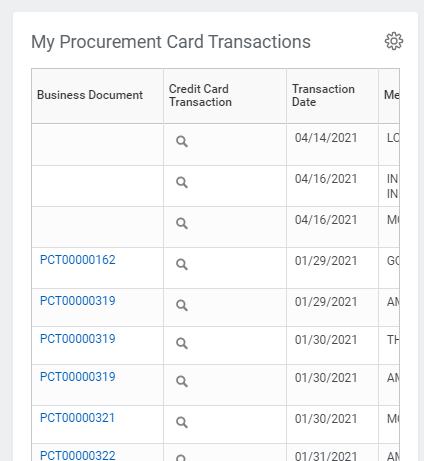 My Procurement Card Transactions
Business Document
Credit Card
Transaction
Transaction
Date
Me
04/14/2021 LO
04/16/2021 IN
IN
04/16/2021 MO
PCT00000162 01/29/2021 GO
PCT00000319 01/29/2021 AM
PCT00000319 01/30/2021 TH
PCT00000319 01/30/2021 AM
PCT00000321 01/30/2021 MO
PCT00000322 01/31/2021 AM